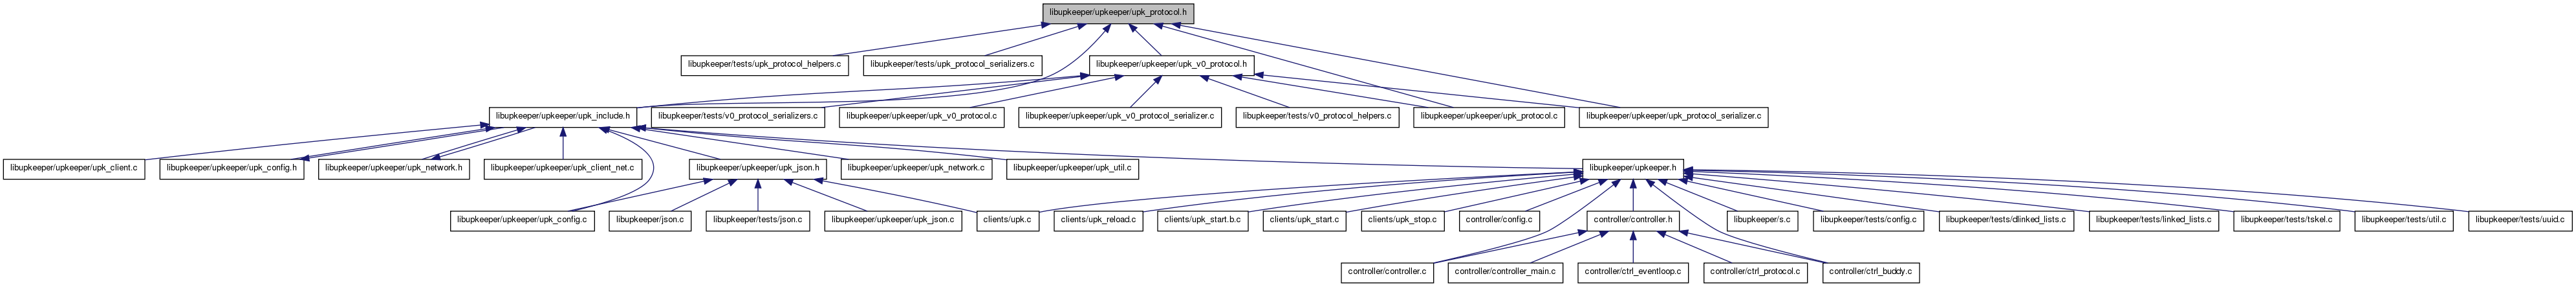 libupkeeper/upkeeper/upk_protocol.h
libupkeeper/tests/upk_protocol_helpers.c
libupkeeper/tests/upk_protocol_serializers.c
libupkeeper/upkeeper/upk_v0_protocol.h
libupkeeper/upkeeper/upk_include.h
libupkeeper/tests/v0_protocol_serializers.c
libupkeeper/upkeeper/upk_v0_protocol.c
libupkeeper/upkeeper/upk_v0_protocol_serializer.c
libupkeeper/tests/v0_protocol_helpers.c
libupkeeper/upkeeper/upk_protocol.c
libupkeeper/upkeeper/upk_protocol_serializer.c
libupkeeper/upkeeper/upk_client.c
libupkeeper/upkeeper/upk_config.h
libupkeeper/upkeeper/upk_network.h
libupkeeper/upkeeper/upk_client_net.c
libupkeeper/upkeeper/upk_json.h
libupkeeper/upkeeper/upk_network.c
libupkeeper/upkeeper/upk_util.c
libupkeeper/upkeeper.h
libupkeeper/upkeeper/upk_config.c
libupkeeper/json.c
libupkeeper/tests/json.c
libupkeeper/upkeeper/upk_json.c
clients/upk.c
clients/upk_reload.c
clients/upk_start.b.c
clients/upk_start.c
clients/upk_stop.c
controller/config.c
controller/controller.h
libupkeeper/s.c
libupkeeper/tests/config.c
libupkeeper/tests/dlinked_lists.c
libupkeeper/tests/linked_lists.c
libupkeeper/tests/tskel.c
libupkeeper/tests/util.c
libupkeeper/tests/uuid.c
controller/controller.c
controller/controller_main.c
controller/ctrl_eventloop.c
controller/ctrl_protocol.c
controller/ctrl_buddy.c